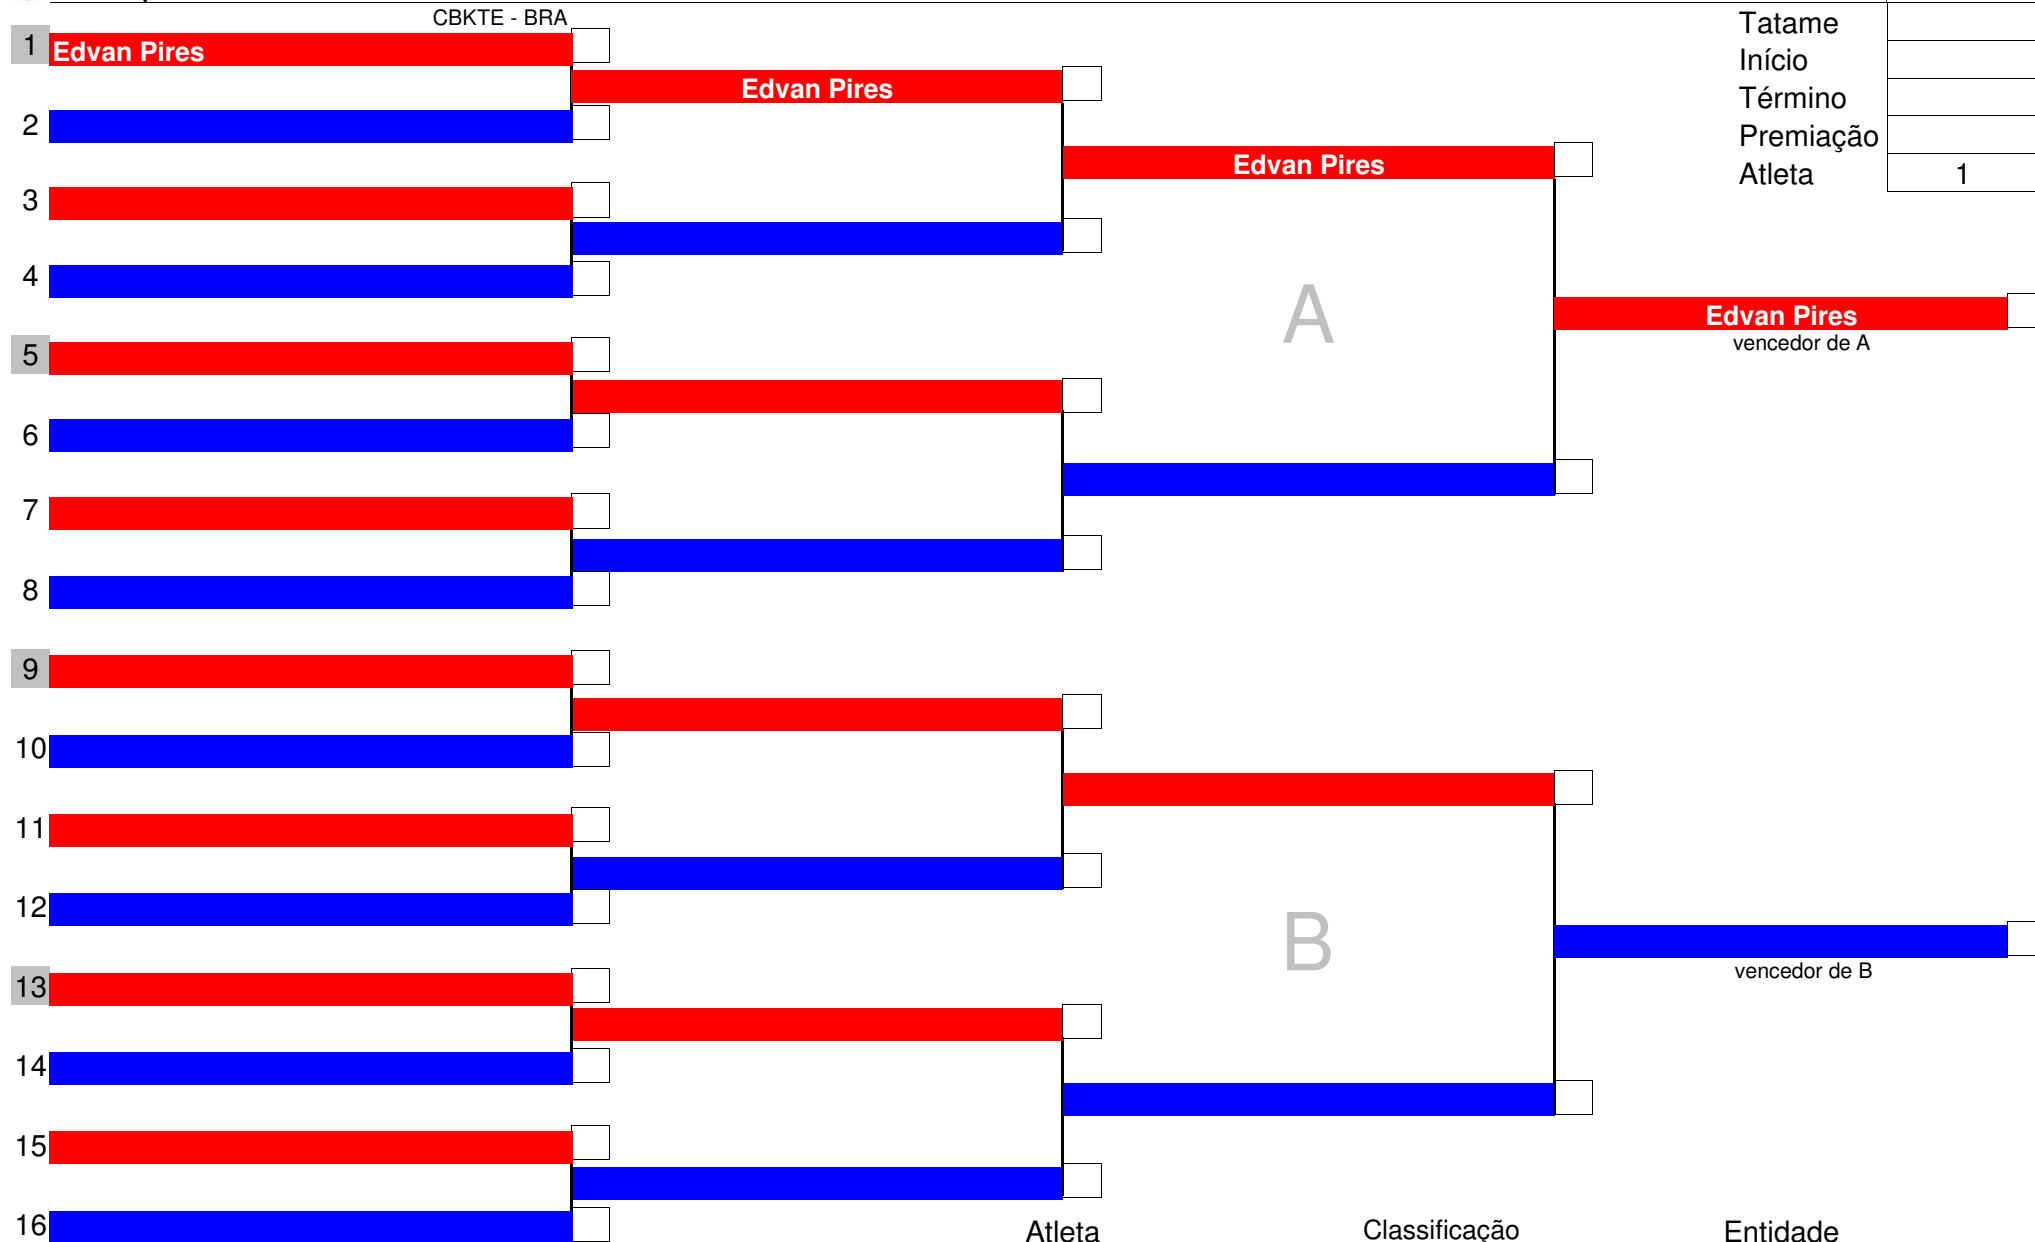 CBKTE - BRA
Tatame
1 Edvan Pires
Início
Edvan Pires
Término
2
Premiação
Edvan Pires
Atleta 1
3
4
A
Edvan Pires
vencedor de A
5
6
7
8
9
10
11
12
B
vencedor de B
13
14
15
16
Atleta Classificação Entidade